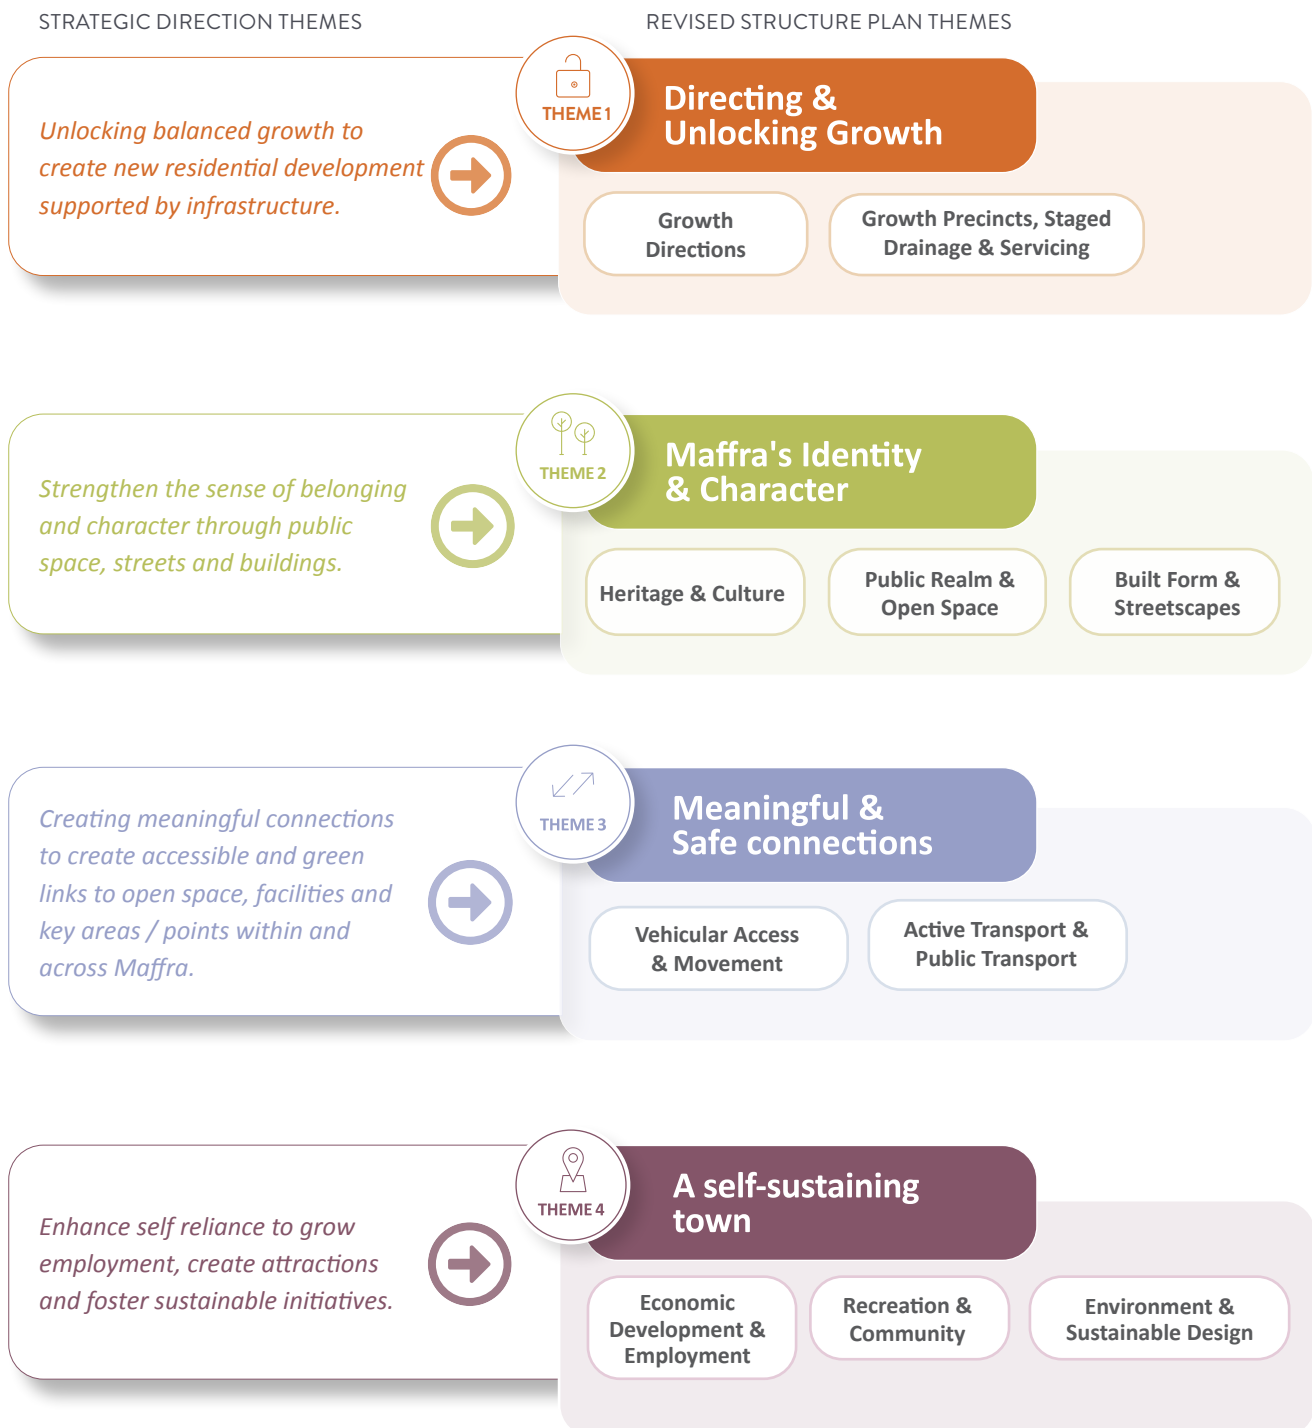 STRATEGIC DIRECTION THEMES
REVISED STRUCTURE PLAN THEMES
Unlocking balanced growth to
create new residential development
supported by infrastructure.
THEME 1
Directing &
Unlocking Growth
Growth
Directions
Growth Precincts, Staged
Drainage & Servicing
Strengthen the sense of belonging
and character through public
space, streets and buildings.
THEME 2
Maffra's Identity
& Character
Heritage & Culture
Public Realm &
Open Space
Built Form &
Streetscapes
Creating meaningful connections
to create accessible and green
links to open space, facilities and
key areas / points within and
across Maffra.
THEME 3
Meaningful &
Safe connections
Vehicular Access
& Movement
Active Transport &
Public Transport
Enhance self reliance to grow
employment, create attractions
and foster sustainable initiatives.
THEME 4
A self-sustaining
town
Economic
Development &
Employment
Recreation &
Community
Environment &
Sustainable Design